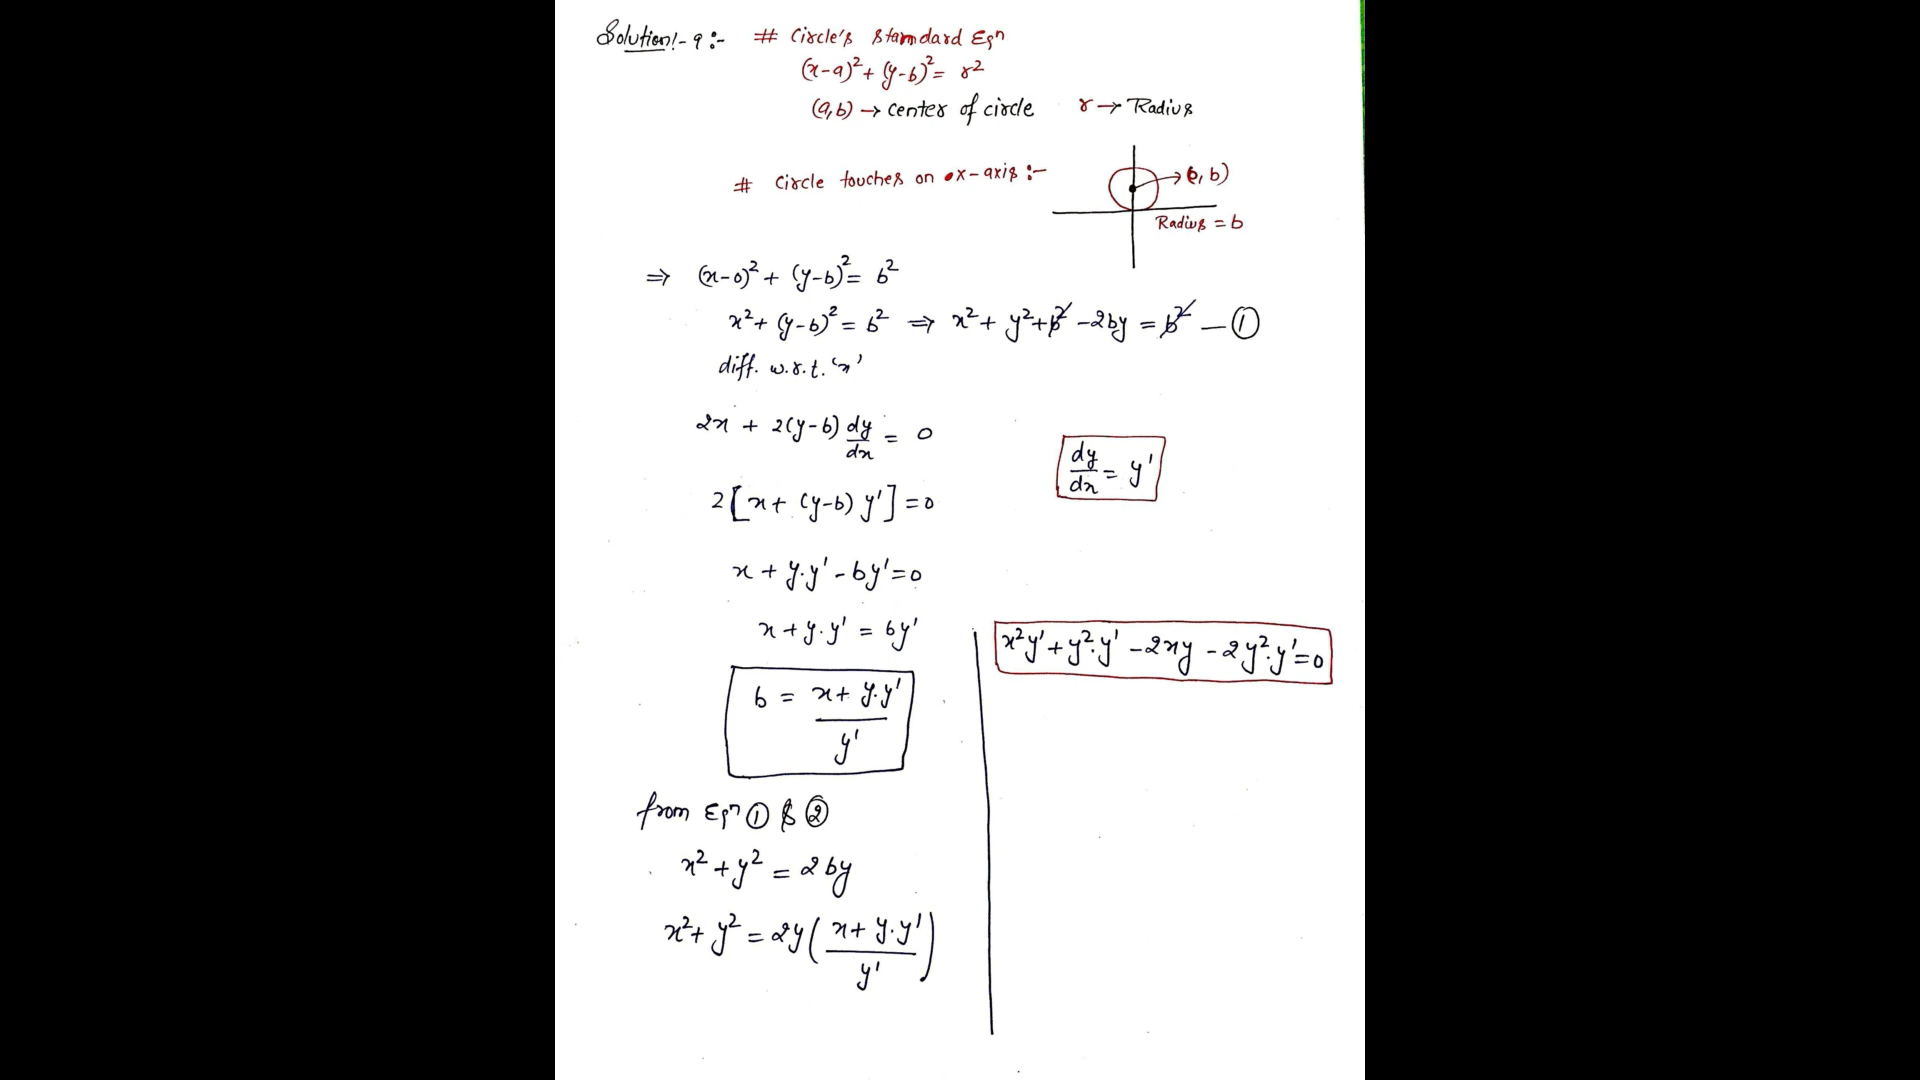 Solution!-9:- # Circle's Standard Eqn
(x-a)² + (y-b)² = r²
(a,b) → center of circle r → Radius
# Circle touches on x-axis :-
(0, b)
Radius = b
⇒ (x-0)² + (y-b)² = b²
x² + (y-b)² = b² ⇒ x² + y² + b² - 2by = b² — ①
diff. w.r.t. 'x'
2x + 2(y-b) dy/dx = 0
dy/dx = y'
2[x + (y-b) y'] = 0
x + y.y' - by' = 0
x + y.y' = by'
b = x + y.y' / y'
from Eqn ① & ②
x² + y² = 2by
x² + y² = 2y(x + y.y' / y')
x²y' + y².y' - 2xy - 2y².y' = 0